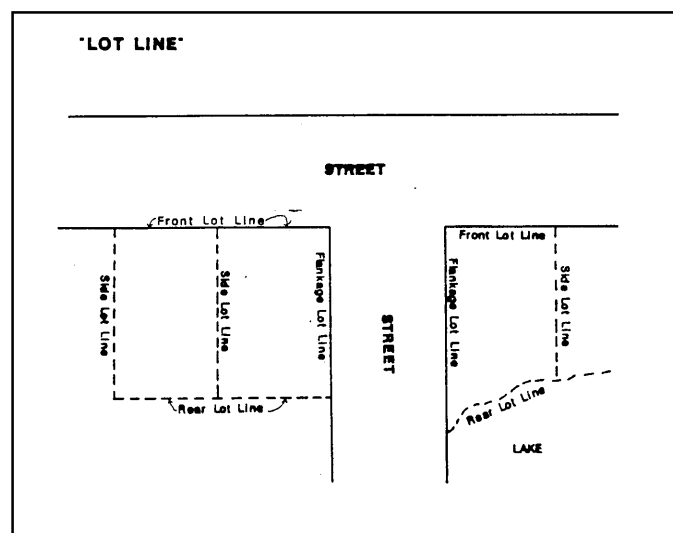 "LOT LINE"
STREET
Front Lot Line
Front Lot Line
Side Lot Line
Side Lot Line
Flankage Lot Line
STREET
Flankage Lot Line
Side Lot Line
Rear Lot Line
Rear Lot Line
LAKE